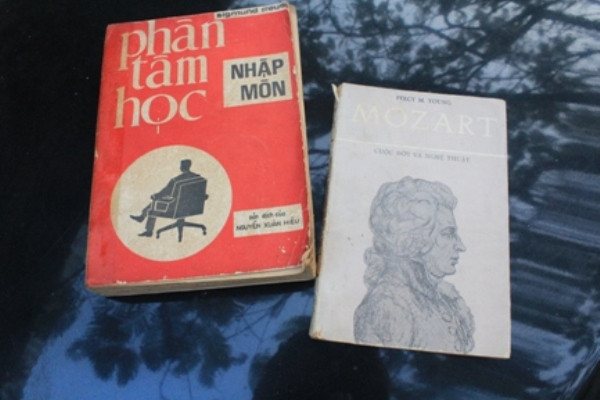 sigmund freud
phân
tâm
học
NHẬP
MÔN
bản dịch của
NGUYỄN XUÂN HIẾU
PERCY M. YOUNG
MOZART
CUỘC ĐỜI VÀ NGHỆ THUẬT